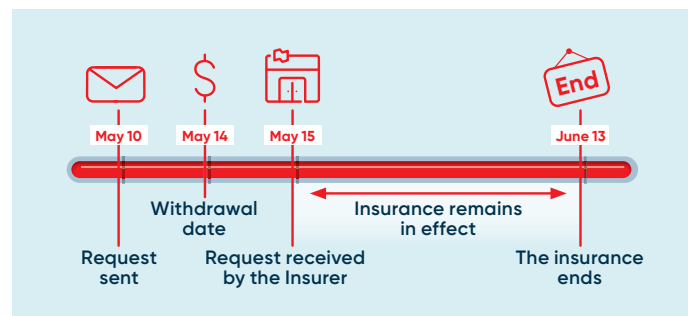 $
End
May 10
May 14
May 15
June 13
Withdrawal
date
Insurance remains
in effect
Request
sent
Request received
by the Insurer
The insurance
ends